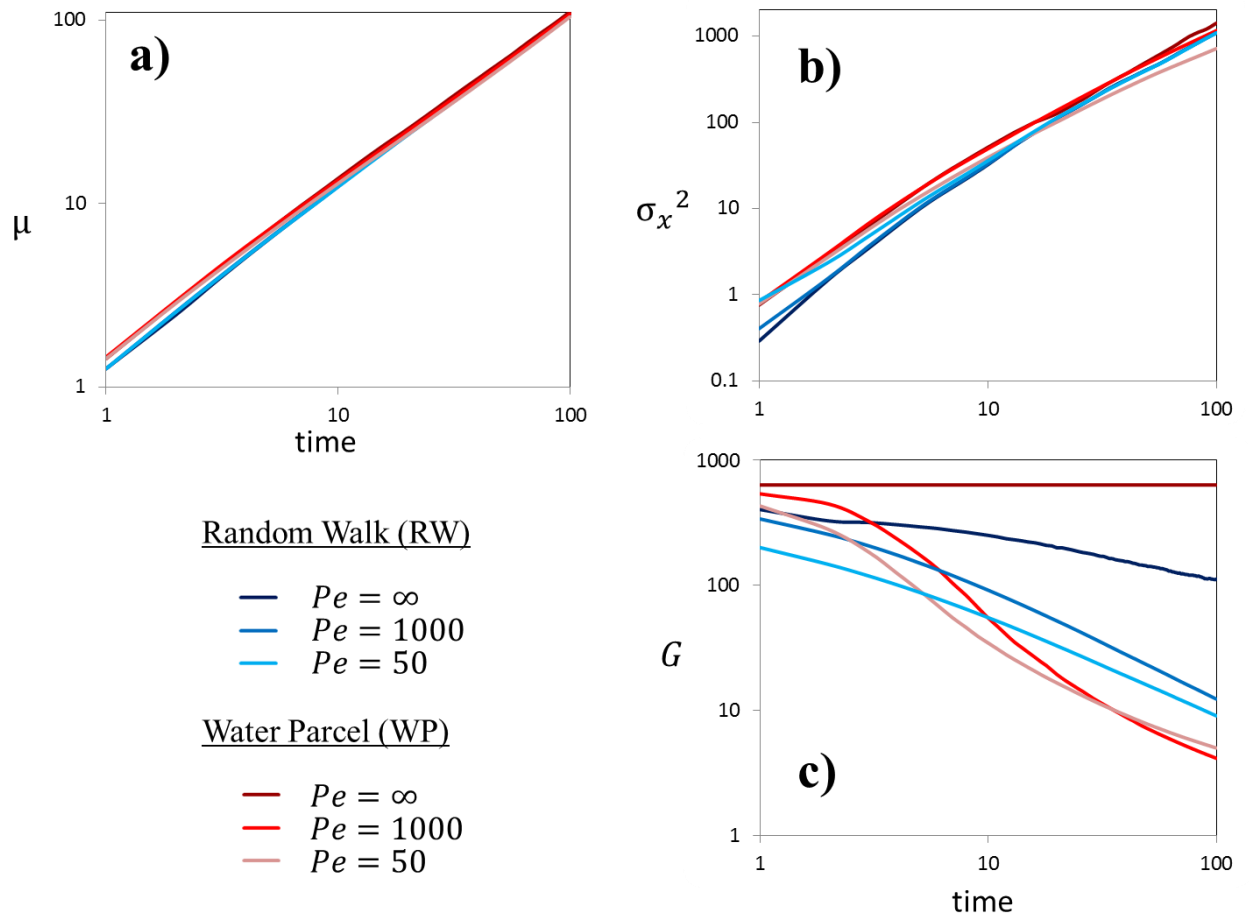 a)
100
10
1
μ
1
10
100
time
b)
1000
100
10
1
0.1
σₓ²
1
10
100
Random Walk (RW)
Pe = ∞
Pe = 1000
Pe = 50
Water Parcel (WP)
Pe = ∞
Pe = 1000
Pe = 50
1000
100
10
1
G
c)
1
10
100
time